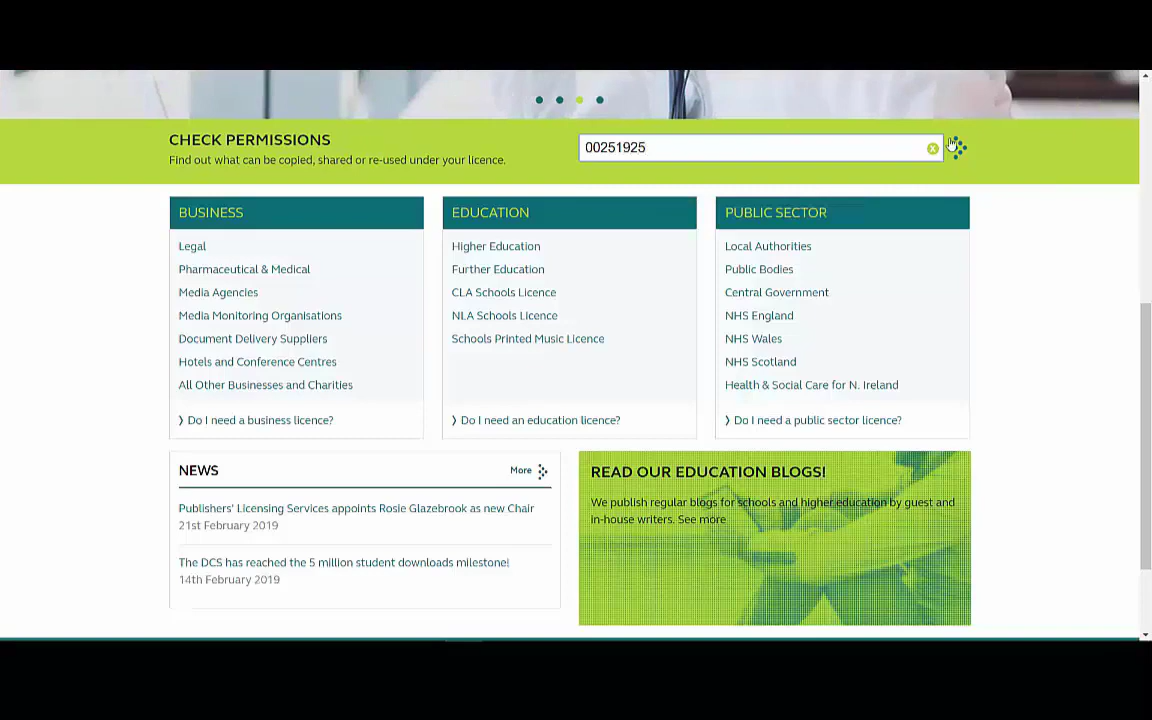 CHECK PERMISSIONS
Find out what can be copied, shared or re-used under your licence.
00251925
BUSINESS
Legal
Pharmaceutical & Medical
Media Agencies
Media Monitoring Organisations
Document Delivery Suppliers
Hotels and Conference Centres
All Other Businesses and Charities
Do I need a business licence?
EDUCATION
Higher Education
Further Education
CLA Schools Licence
NLA Schools Licence
Schools Printed Music Licence
Do I need an education licence?
PUBLIC SECTOR
Local Authorities
Public Bodies
Central Government
NHS England
NHS Wales
NHS Scotland
Health & Social Care for N. Ireland
Do I need a public sector licence?
NEWS
More
Publishers' Licensing Services appoints Rosie Glazebrook as new Chair
21st February 2019
The DCS has reached the 5 million student downloads milestone!
14th February 2019
READ OUR EDUCATION BLOGS!
We publish regular blogs for schools and higher education by guest and
in-house writers. See more